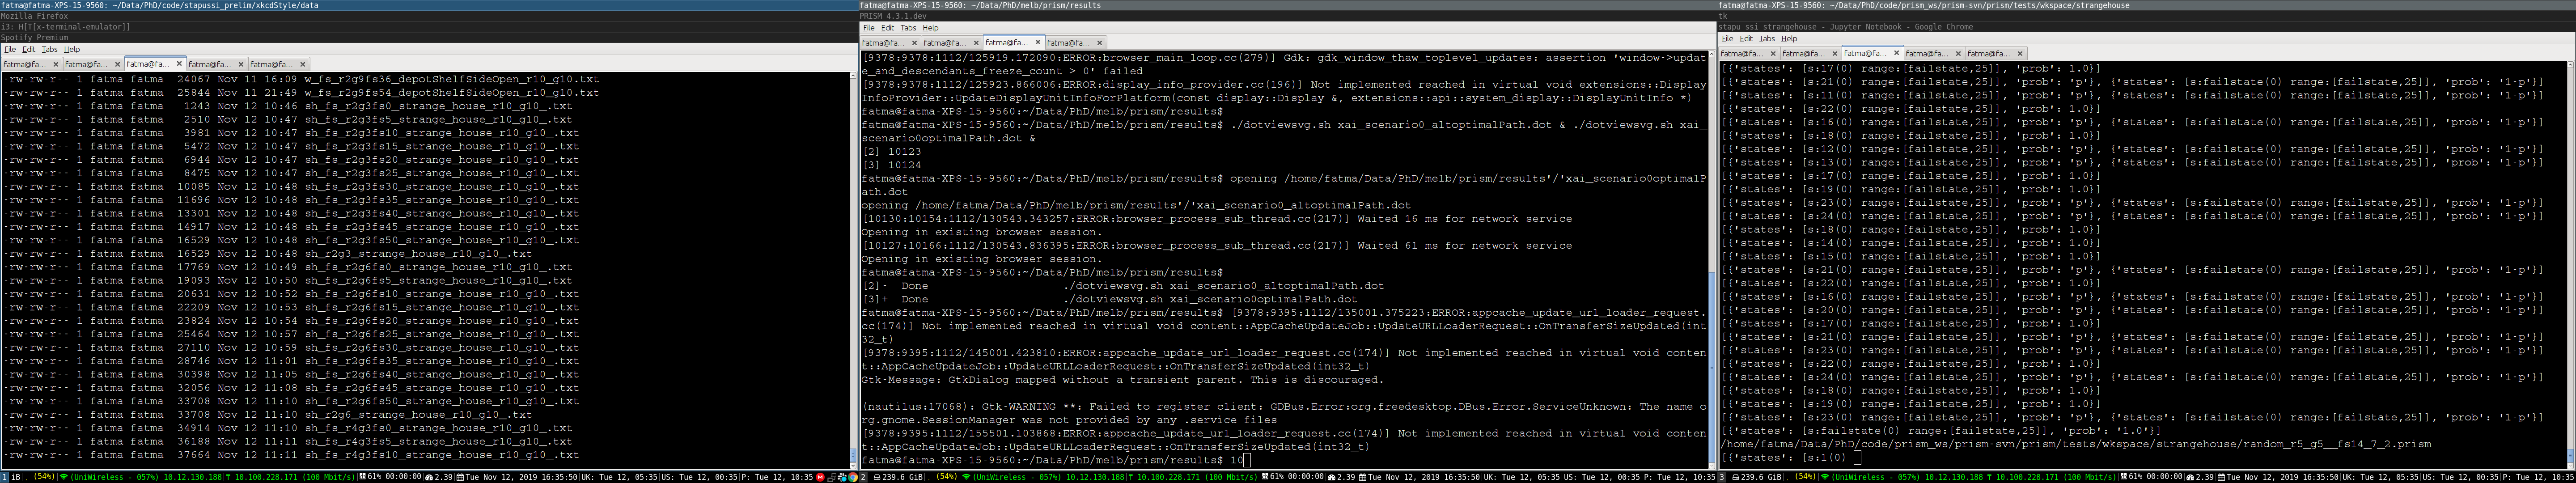 fatma@fatma-XPS-15-9560: ~/Data/PhD/code/stapussi_prelim/xkcdStyle/data
Mozilla Firefox
i3: H[T[x-terminal-emulator]]
Spotify Premium
File Edit Tabs Help
fatma@fa... × fatma@fa... × fatma@fa... × fatma@fa... × fatma@fa... ×
-rw-rw-r-- 1 fatma fatma 24067 Nov 11 16:09 w_fs_r2g9fs36_depotShelfSideOpen_r10_g10.txt
-rw-rw-r-- 1 fatma fatma 25844 Nov 11 21:49 w_fs_r2g9fs54_depotShelfSideOpen_r10_g10.txt
-rw-rw-r-- 1 fatma fatma 1243 Nov 12 10:46 sh_fs_r2g3fs0_strange_house_r10_g10_.txt
-rw-rw-r-- 1 fatma fatma 2510 Nov 12 10:47 sh_fs_r2g3fs5_strange_house_r10_g10_.txt
-rw-rw-r-- 1 fatma fatma 3981 Nov 12 10:47 sh_fs_r2g3fs10_strange_house_r10_g10_.txt
-rw-rw-r-- 1 fatma fatma 5472 Nov 12 10:47 sh_fs_r2g3fs15_strange_house_r10_g10_.txt
-rw-rw-r-- 1 fatma fatma 6944 Nov 12 10:47 sh_fs_r2g3fs20_strange_house_r10_g10_.txt
-rw-rw-r-- 1 fatma fatma 8475 Nov 12 10:47 sh_fs_r2g3fs25_strange_house_r10_g10_.txt
-rw-rw-r-- 1 fatma fatma 10085 Nov 12 10:48 sh_fs_r2g3fs30_strange_house_r10_g10_.txt
-rw-rw-r-- 1 fatma fatma 11696 Nov 12 10:48 sh_fs_r2g3fs35_strange_house_r10_g10_.txt
-rw-rw-r-- 1 fatma fatma 13301 Nov 12 10:48 sh_fs_r2g3fs40_strange_house_r10_g10_.txt
-rw-rw-r-- 1 fatma fatma 14917 Nov 12 10:48 sh_fs_r2g3fs45_strange_house_r10_g10_.txt
-rw-rw-r-- 1 fatma fatma 16529 Nov 12 10:48 sh_fs_r2g3fs50_strange_house_r10_g10_.txt
-rw-rw-r-- 1 fatma fatma 16529 Nov 12 10:48 sh_r2g3_strange_house_r10_g10_.txt
-rw-rw-r-- 1 fatma fatma 17769 Nov 12 10:49 sh_fs_r2g6fs0_strange_house_r10_g10_.txt
-rw-rw-r-- 1 fatma fatma 19093 Nov 12 10:50 sh_fs_r2g6fs5_strange_house_r10_g10_.txt
-rw-rw-r-- 1 fatma fatma 20631 Nov 12 10:52 sh_fs_r2g6fs10_strange_house_r10_g10_.txt
-rw-rw-r-- 1 fatma fatma 22209 Nov 12 10:53 sh_fs_r2g6fs15_strange_house_r10_g10_.txt
-rw-rw-r-- 1 fatma fatma 23824 Nov 12 10:54 sh_fs_r2g6fs20_strange_house_r10_g10_.txt
-rw-rw-r-- 1 fatma fatma 25464 Nov 12 10:57 sh_fs_r2g6fs25_strange_house_r10_g10_.txt
-rw-rw-r-- 1 fatma fatma 27110 Nov 12 10:59 sh_fs_r2g6fs30_strange_house_r10_g10_.txt
-rw-rw-r-- 1 fatma fatma 28746 Nov 12 11:01 sh_fs_r2g6fs35_strange_house_r10_g10_.txt
-rw-rw-r-- 1 fatma fatma 30398 Nov 12 11:05 sh_fs_r2g6fs40_strange_house_r10_g10_.txt
-rw-rw-r-- 1 fatma fatma 32056 Nov 12 11:08 sh_fs_r2g6fs45_strange_house_r10_g10_.txt
-rw-rw-r-- 1 fatma fatma 33708 Nov 12 11:10 sh_fs_r2g6fs50_strange_house_r10_g10_.txt
-rw-rw-r-- 1 fatma fatma 33708 Nov 12 11:10 sh_r2g6_strange_house_r10_g10_.txt
-rw-rw-r-- 1 fatma fatma 34914 Nov 12 11:10 sh_fs_r4g3fs0_strange_house_r10_g10_.txt
-rw-rw-r-- 1 fatma fatma 36188 Nov 12 11:11 sh_fs_r4g3fs5_strange_house_r10_g10_.txt
-rw-rw-r-- 1 fatma fatma 37664 Nov 12 11:11 sh_fs_r4g3fs10_strange_house_r10_g10_.txt
1 iB (54%) (UniWireless - 057%) 10.12.130.188 T 10.100.228.171 (100 Mbit/s) 61% 00:00:00 2.39 Tue Nov 12, 2019 16:35:50 UK: Tue 12, 05:35 US: Tue 12, 00:35 P: Tue 12, 10:35
fatma@fatma-XPS-15-9560: ~/Data/PhD/melb/prism/results
PRISM 4.3.1.dev
File Edit Tabs Help
fatma@fa... × fatma@fa... × fatma@fa... × fatma@fa... ×
[9378:9378:1112/125919.172090:ERROR:browser_main_loop.cc(279)] Gdk: gdk_window_thaw_toplevel_updates: assertion 'window->updat
e_and_descendants_freeze_count > 0' failed
[9378:9378:1112/125923.866006:ERROR:display_info_provider.cc(196)] Not implemented reached in virtual void extensions::Display
InfoProvider::UpdateDisplayUnitInfoForPlatform(const display::Display &, extensions::api::system_display::DisplayUnitInfo *)
fatma@fatma-XPS-15-9560:~/Data/PhD/melb/prism/results$
fatma@fatma-XPS-15-9560:~/Data/PhD/melb/prism/results$ ./dotviewsvg.sh xai_scenario0_altoptimalPath.dot & ./dotviewsvg.sh xai_
scenario0optimalPath.dot &
[2] 10123
[3] 10124
fatma@fatma-XPS-15-9560:~/Data/PhD/melb/prism/results$ opening /home/fatma/Data/PhD/melb/prism/results'/'xai_scenario0optimalP
ath.dot
opening /home/fatma/Data/PhD/melb/prism/results'/'xai_scenario0_altoptimalPath.dot
[10130:10154:1112/130543.343257:ERROR:browser_process_sub_thread.cc(217)] Waited 16 ms for network service
Opening in existing browser session.
[10127:10166:1112/130543.836395:ERROR:browser_process_sub_thread.cc(217)] Waited 61 ms for network service
Opening in existing browser session.
fatma@fatma-XPS-15-9560:~/Data/PhD/melb/prism/results$
[2]- Done ./dotviewsvg.sh xai_scenario0_altoptimalPath.dot
[3]+ Done ./dotviewsvg.sh xai_scenario0optimalPath.dot
fatma@fatma-XPS-15-9560:~/Data/PhD/melb/prism/results$ [9378:9395:1112/135001.375223:ERROR:appcache_update_url_loader_request.
cc(174)] Not implemented reached in virtual void content::AppCacheUpdateJob::UpdateURLLoaderRequest::OnTransferSizeUpdated(int
32_t)
[9378:9395:1112/145001.423810:ERROR:appcache_update_url_loader_request.cc(174)] Not implemented reached in virtual void conten
t::AppCacheUpdateJob::UpdateURLLoaderRequest::OnTransferSizeUpdated(int32_t)
Gtk-Message: GtkDialog mapped without a transient parent. This is discouraged.
(nautilus:17068): Gtk-WARNING **: Failed to register client: GDBus.Error:org.freedesktop.DBus.Error.ServiceUnknown: The name o
rg.gnome.SessionManager was not provided by any .service files
[9378:9395:1112/155501.103868:ERROR:appcache_update_url_loader_request.cc(174)] Not implemented reached in virtual void conten
t::AppCacheUpdateJob::UpdateURLLoaderRequest::OnTransferSizeUpdated(int32_t)
fatma@fatma-XPS-15-9560:~/Data/PhD/melb/prism/results$ 10
2 239.6 GiB (54%) (UniWireless - 057%) 10.12.130.188 T 10.100.228.171 (100 Mbit/s) 61% 00:00:00 2.39 Tue Nov 12, 2019 16:35:50 UK: Tue 12, 05:35 US: Tue 12, 00:35 P: Tue 12, 10:35
fatma@fatma-XPS-15-9560: ~/Data/PhD/code/prism_ws/prism-svn/prism/tests/wkspace/strangehouse
tk
stapu_ssi_strangehouse - Jupyter Notebook - Google Chrome
File Edit Tabs Help
fatma@fa... × fatma@fa... × fatma@fa... × fatma@fa... × fatma@fa... ×
[{'states': [s:17(0) range:[failstate,25]], 'prob': 1.0}]
[{'states': [s:21(0) range:[failstate,25]], 'prob': 'p'}, {'states': [s:failstate(0) range:[failstate,25]], 'prob': '1-p'}]
[{'states': [s:11(0) range:[failstate,25]], 'prob': 'p'}, {'states': [s:failstate(0) range:[failstate,25]], 'prob': '1-p'}]
[{'states': [s:22(0) range:[failstate,25]], 'prob': 1.0}]
[{'states': [s:16(0) range:[failstate,25]], 'prob': 'p'}, {'states': [s:failstate(0) range:[failstate,25]], 'prob': '1-p'}]
[{'states': [s:18(0) range:[failstate,25]], 'prob': 1.0}]
[{'states': [s:12(0) range:[failstate,25]], 'prob': 'p'}, {'states': [s:failstate(0) range:[failstate,25]], 'prob': '1-p'}]
[{'states': [s:13(0) range:[failstate,25]], 'prob': 'p'}, {'states': [s:failstate(0) range:[failstate,25]], 'prob': '1-p'}]
[{'states': [s:17(0) range:[failstate,25]], 'prob': 1.0}]
[{'states': [s:19(0) range:[failstate,25]], 'prob': 1.0}]
[{'states': [s:23(0) range:[failstate,25]], 'prob': 'p'}, {'states': [s:failstate(0) range:[failstate,25]], 'prob': '1-p'}]
[{'states': [s:24(0) range:[failstate,25]], 'prob': 'p'}, {'states': [s:failstate(0) range:[failstate,25]], 'prob': '1-p'}]
[{'states': [s:18(0) range:[failstate,25]], 'prob': 1.0}]
[{'states': [s:14(0) range:[failstate,25]], 'prob': 1.0}]
[{'states': [s:15(0) range:[failstate,25]], 'prob': 1.0}]
[{'states': [s:21(0) range:[failstate,25]], 'prob': 'p'}, {'states': [s:failstate(0) range:[failstate,25]], 'prob': '1-p'}]
[{'states': [s:22(0) range:[failstate,25]], 'prob': 1.0}]
[{'states': [s:16(0) range:[failstate,25]], 'prob': 'p'}, {'states': [s:failstate(0) range:[failstate,25]], 'prob': '1-p'}]
[{'states': [s:20(0) range:[failstate,25]], 'prob': 'p'}, {'states': [s:failstate(0) range:[failstate,25]], 'prob': '1-p'}]
[{'states': [s:17(0) range:[failstate,25]], 'prob': 1.0}]
[{'states': [s:21(0) range:[failstate,25]], 'prob': 'p'}, {'states': [s:failstate(0) range:[failstate,25]], 'prob': '1-p'}]
[{'states': [s:23(0) range:[failstate,25]], 'prob': 'p'}, {'states': [s:failstate(0) range:[failstate,25]], 'prob': '1-p'}]
[{'states': [s:22(0) range:[failstate,25]], 'prob': 1.0}]
[{'states': [s:24(0) range:[failstate,25]], 'prob': 'p'}, {'states': [s:failstate(0) range:[failstate,25]], 'prob': '1-p'}]
[{'states': [s:18(0) range:[failstate,25]], 'prob': 1.0}]
[{'states': [s:19(0) range:[failstate,25]], 'prob': 1.0}]
[{'states': [s:23(0) range:[failstate,25]], 'prob': 'p'}, {'states': [s:failstate(0) range:[failstate,25]], 'prob': '1-p'}]
[{'states': [s:failstate(0) range:[failstate,25]], 'prob': '1.0'}]
/home/fatma/Data/PhD/code/prism_ws/prism-svn/prism/tests/wkspace/strangehouse/random_r5_g5__fs14_7_2.prism
[{'states': [s:1(0)
3 239.6 GiB (54%) (UniWireless - 057%) 10.12.130.188 T 10.100.228.171 (100 Mbit/s) 61% 00:00:00 2.39 Tue Nov 12, 2019 16:35:50 UK: Tue 12, 05:35 US: Tue 12, 00:35 P: Tue 12, 10:35